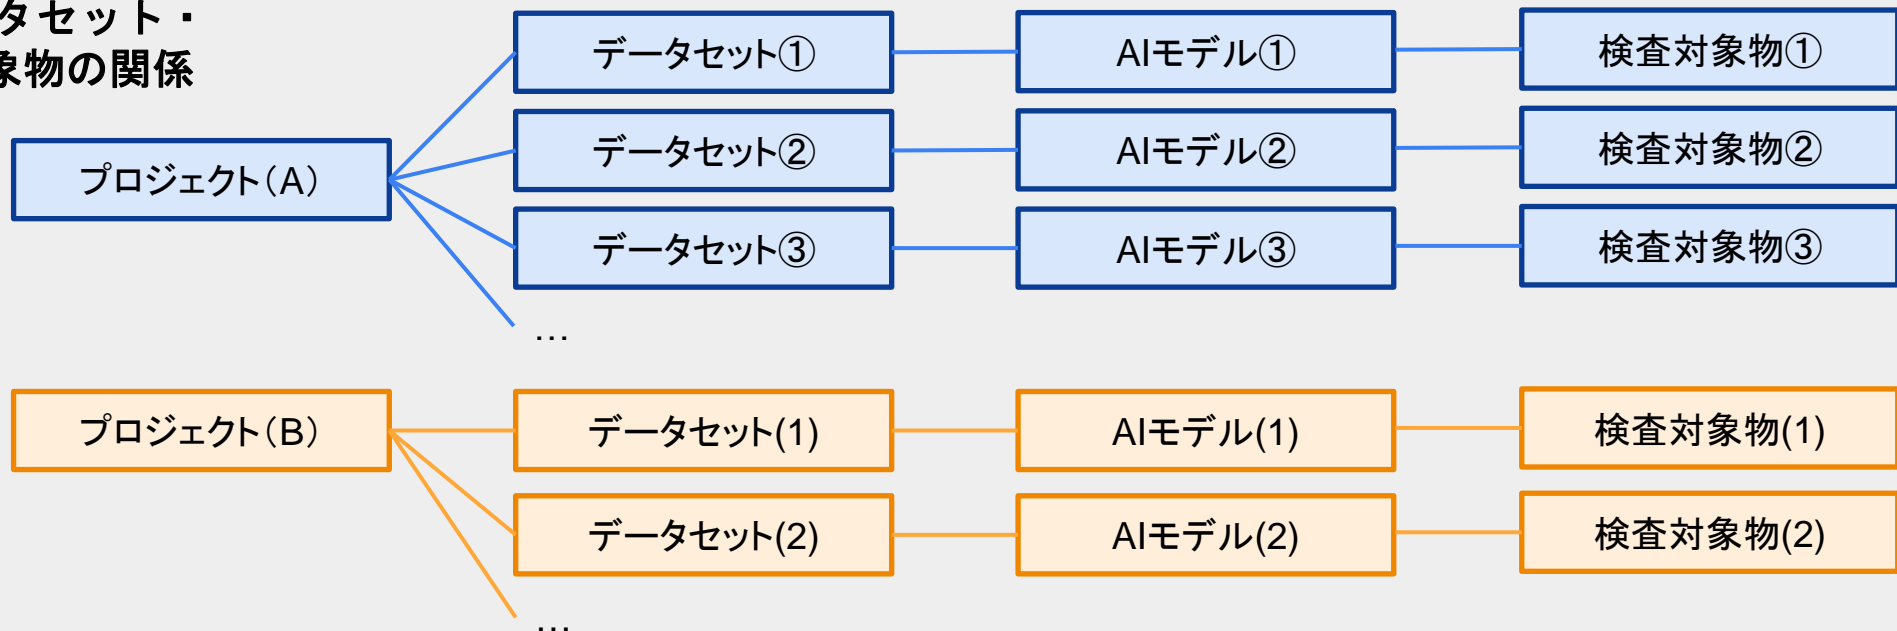 タセット・
象物の関係
データセット①
AIモデル①
検査対象物①
プロジェクト(A)
データセット②
AIモデル②
検査対象物②
データセット③
AIモデル③
検査対象物③
…
プロジェクト(B)
データセット(1)
AIモデル(1)
検査対象物(1)
データセット(2)
AIモデル(2)
検査対象物(2)
…